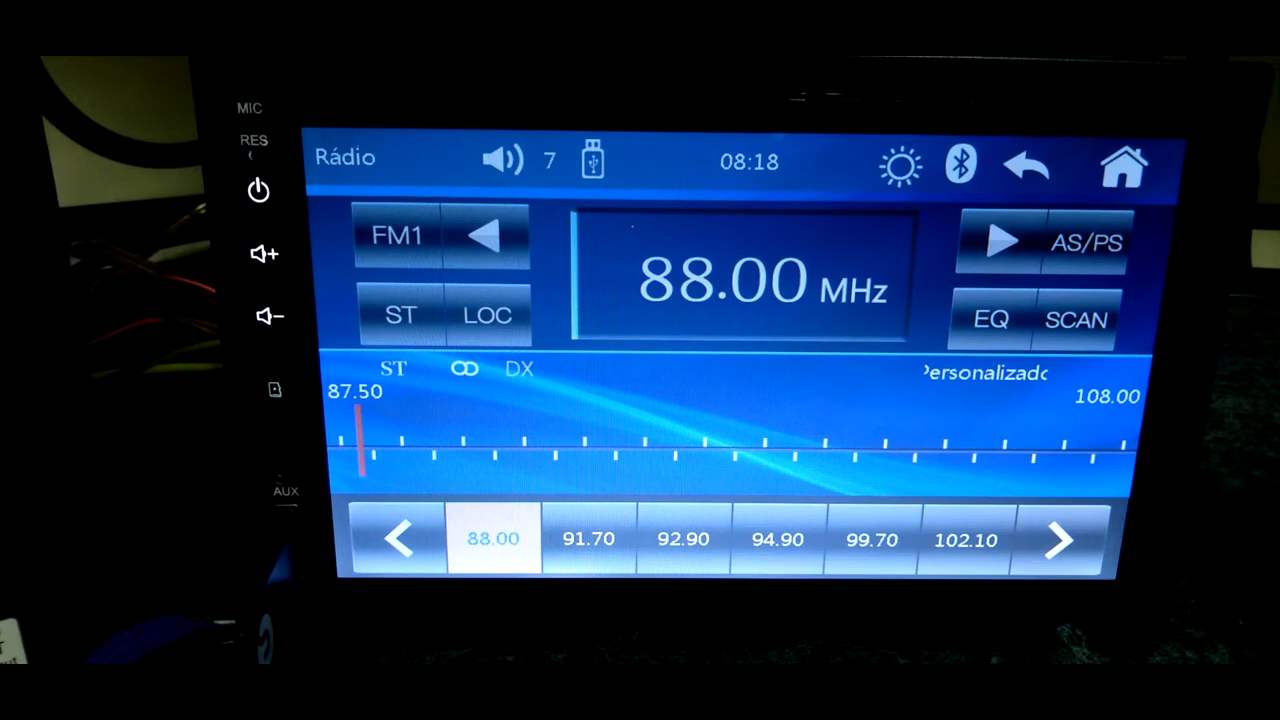 MIC
RES
Rádio 7 08:18
FM1 88.00 MHz AS/PS
ST LOC EQ SCAN
ST DX ersonalizado
87.50 108.00
AUX
88.00 91.70 92.90 94.90 99.70 102.10